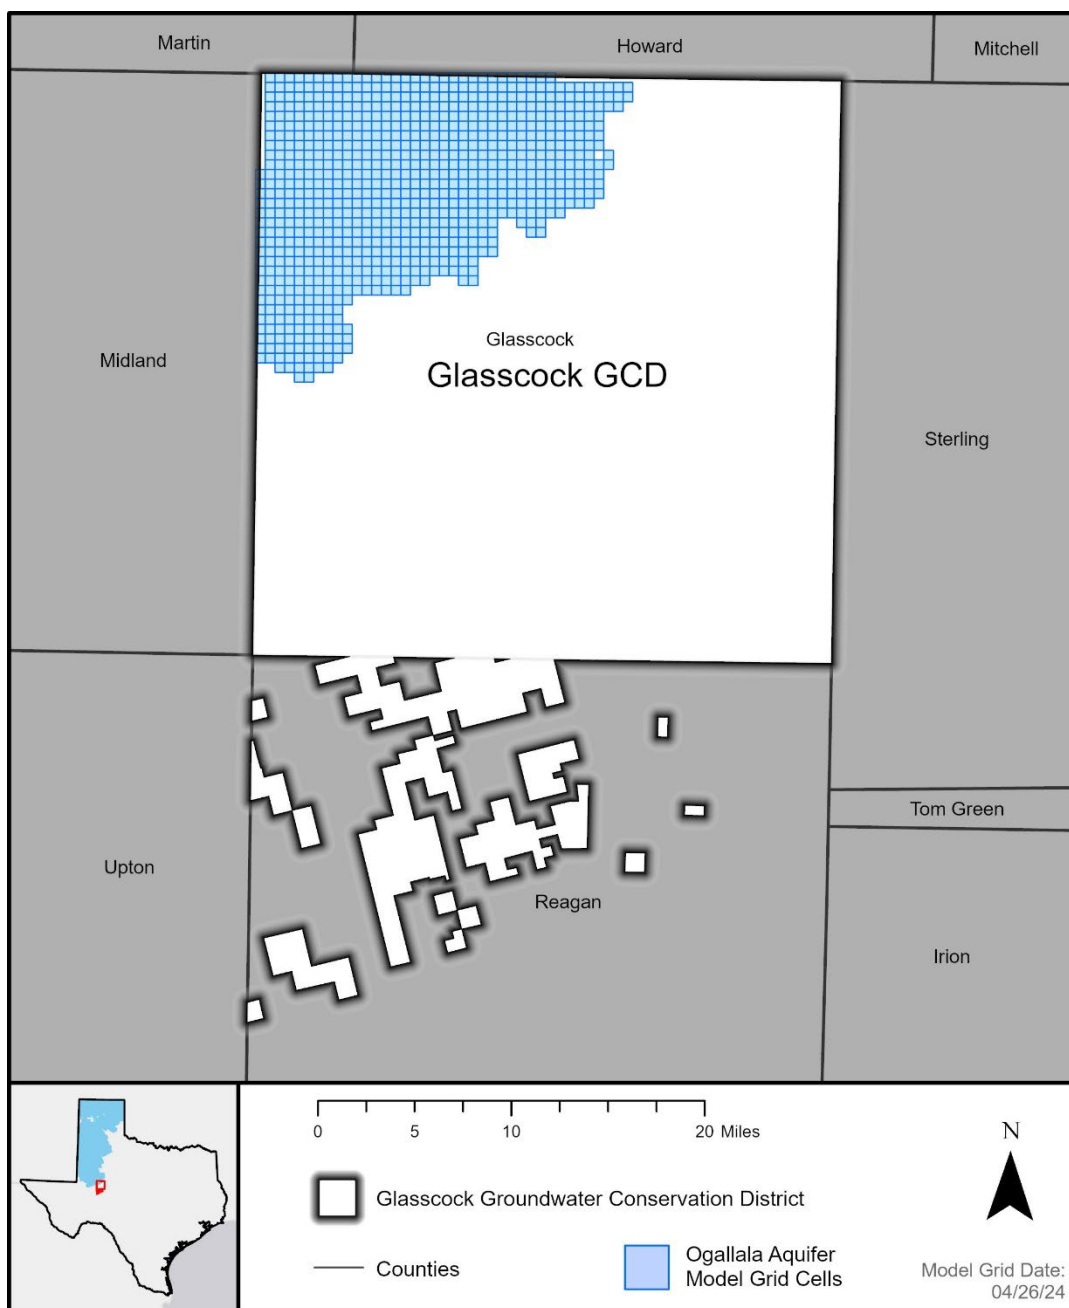 Martin
Howard
Mitchell
Midland
Glasscock
Glasscock GCD
Sterling
Tom Green
Upton
Reagan
Irion
0 5 10 20 Miles
N
Glasscock Groundwater Conservation District
Counties
Ogallala Aquifer
Model Grid Cells
Model Grid Date:
04/26/24